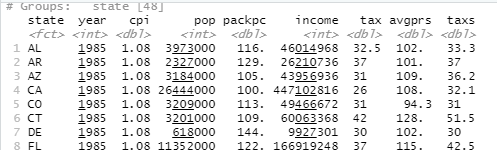 # Groups: state [48]
state year cpi pop packpc income tax avgprs taxs
<fct> <int> <dbl> <int> <dbl> <int> <dbl> <dbl> <dbl>
1 AL 1985 1.08 3973000 116. 46014968 32.5 102. 33.3
2 AR 1985 1.08 2327000 129. 26210736 37 101. 37
3 AZ 1985 1.08 3184000 105. 43956936 31 109. 36.2
4 CA 1985 1.08 26444000 100. 447102816 26 108. 32.1
5 CO 1985 1.08 3209000 113. 49466672 31 94.3 31
6 CT 1985 1.08 3201000 109. 60063368 42 128. 51.5
7 DE 1985 1.08 618000 144. 9927301 30 102. 30
8 FL 1985 1.08 11352000 122. 166919248 37 115. 42.5